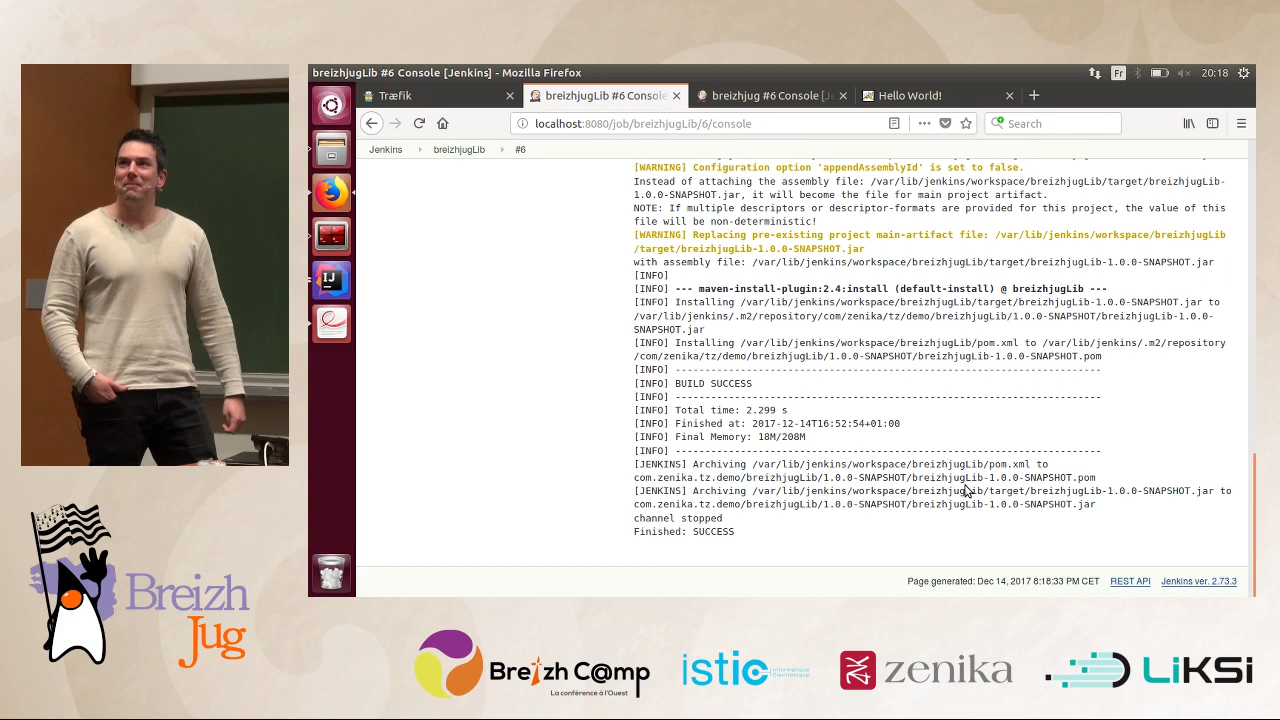 breizhjugLib #6 Console [Jenkins] - Mozilla Firefox
Fr
20:18
Træfik
breizhjugLib #6 Console
breizhjug #6 Console [J
Hello World!
localhost:8080/job/breizhjugLib/6/console
Search
Jenkins
breizhjugLib
#6
[WARNING] Configuration option 'appendAssemblyId' is set to false.
Instead of attaching the assembly file: /var/lib/jenkins/workspace/breizhjugLib/target/breizhjugLib-
1.0.0-SNAPSHOT.jar, it will become the file for main project artifact.
NOTE: If multiple descriptors or descriptor-formats are provided for this project, the value of this
file will be non-deterministic!
[WARNING] Replacing pre-existing project main-artifact file: /var/lib/jenkins/workspace/breizhjugLib
/target/breizhjugLib-1.0.0-SNAPSHOT.jar
with assembly file: /var/lib/jenkins/workspace/breizhjugLib/target/breizhjugLib-1.0.0-SNAPSHOT.jar
[INFO]
[INFO] --- maven-install-plugin:2.4:install (default-install) @ breizhjugLib ---
[INFO] Installing /var/lib/jenkins/workspace/breizhjugLib/target/breizhjugLib-1.0.0-SNAPSHOT.jar to
/var/lib/jenkins/.m2/repository/com/zenika/tz/demo/breizhjugLib/1.0.0-SNAPSHOT/breizhjugLib-1.0.0-
SNAPSHOT.jar
[INFO] Installing /var/lib/jenkins/workspace/breizhjugLib/pom.xml to /var/lib/jenkins/.m2/repository
/com/zenika/tz/demo/breizhjugLib/1.0.0-SNAPSHOT/breizhjugLib-1.0.0-SNAPSHOT.pom
[INFO] ------------------------------------------------------------------------
[INFO] BUILD SUCCESS
[INFO] ------------------------------------------------------------------------
[INFO] Total time: 2.299 s
[INFO] Finished at: 2017-12-14T16:52:54+01:00
[INFO] Final Memory: 18M/208M
[INFO] ------------------------------------------------------------------------
[JENKINS] Archiving /var/lib/jenkins/workspace/breizhjugLib/pom.xml to
com.zenika.tz.demo/breizhjugLib/1.0.0-SNAPSHOT/breizhjugLib-1.0.0-SNAPSHOT.pom
[JENKINS] Archiving /var/lib/jenkins/workspace/breizhjugLib/target/breizhjugLib-1.0.0-SNAPSHOT.jar to
com.zenika.tz.demo/breizhjugLib/1.0.0-SNAPSHOT/breizhjugLib-1.0.0-SNAPSHOT.jar
channel stopped
Finished: SUCCESS
Page generated: Dec 14, 2017 8:18:33 PM CET
REST API
Jenkins ver. 2.73.3
IJ
Breizh
Jug
Breizh C@mp
La conférence à l'Ouest
istic
Informatique
Électronique
zenika
LiKSi